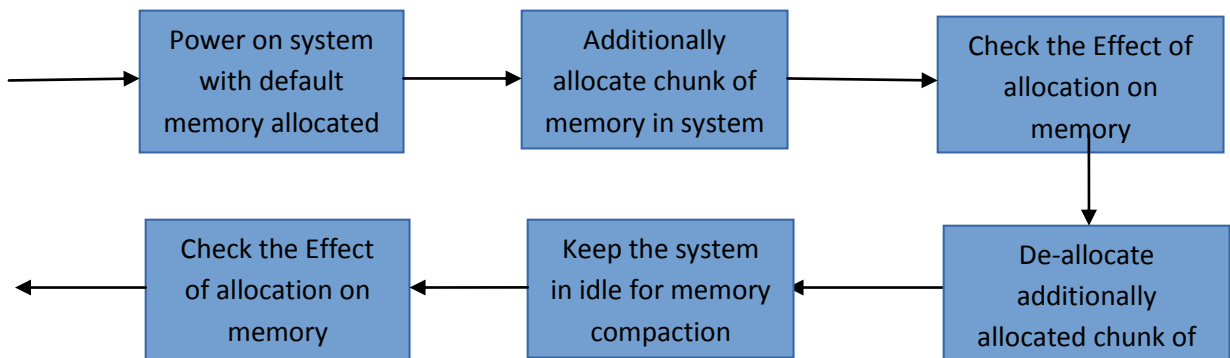 Power on system
with default
memory allocated
Additionally
allocate chunk of
memory in system
Check the Effect of
allocation on
memory
De-allocate
additionally
allocated chunk of
Keep the system
in idle for memory
compaction
Check the Effect
of allocation on
memory